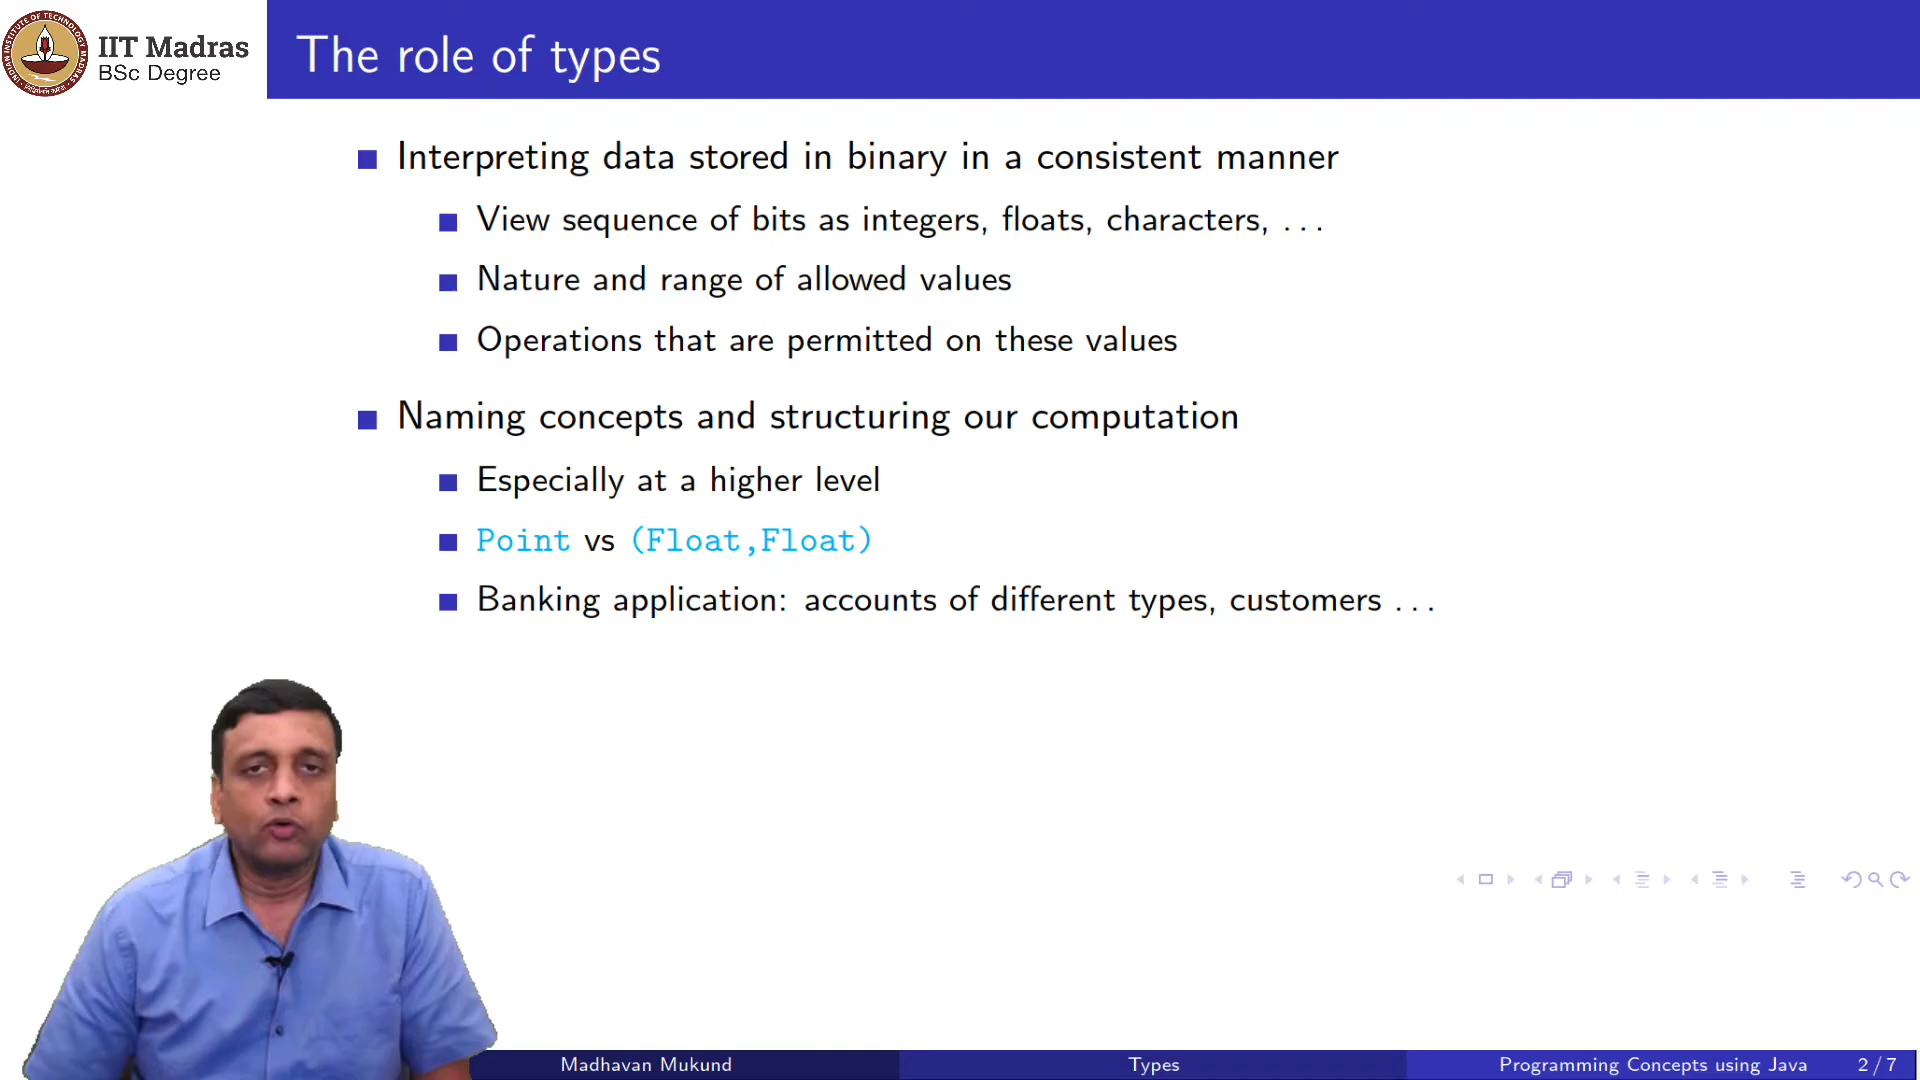 IIT Madras
BSc Degree
The role of types
Interpreting data stored in binary in a consistent manner
View sequence of bits as integers, floats, characters, ...
Nature and range of allowed values
Operations that are permitted on these values
Naming concepts and structuring our computation
Especially at a higher level
Point vs (Float,Float)
Banking application: accounts of different types, customers ...
Madhavan Mukund
Types
Programming Concepts using Java
2 / 7